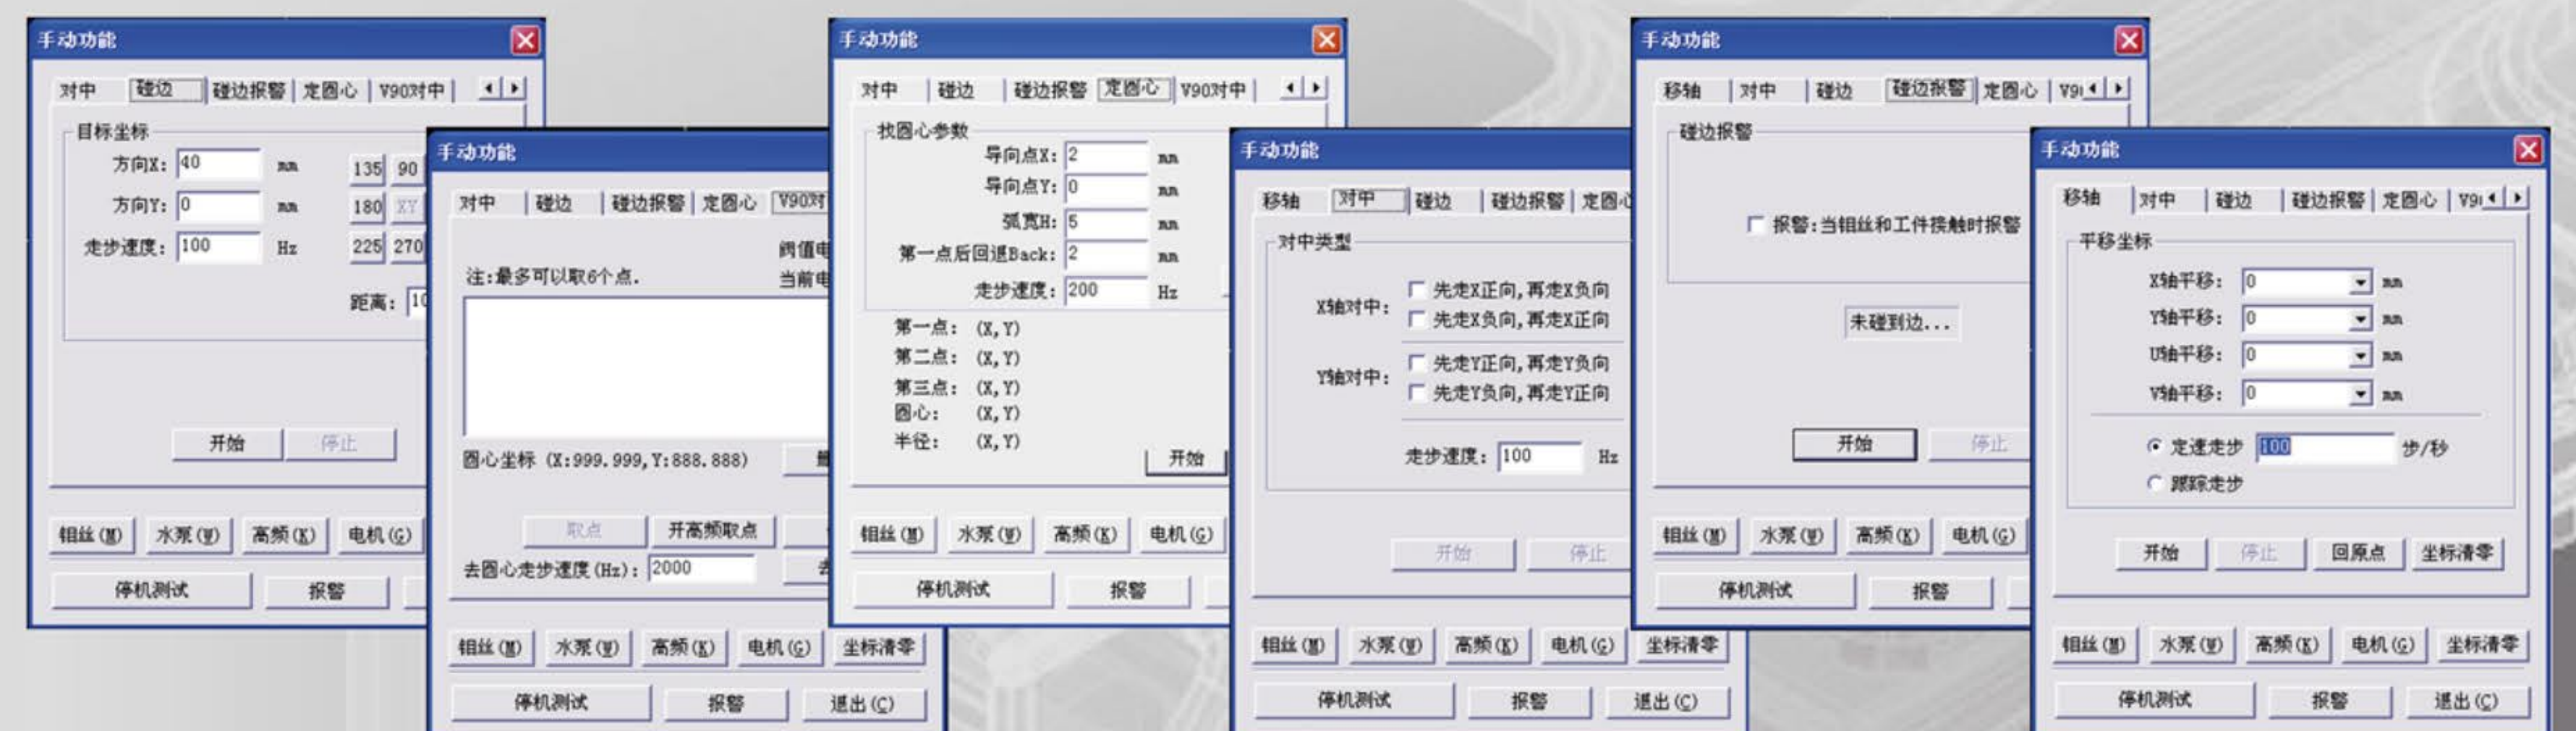 手动功能
对中 碰边 碰边报警 定圆心 V90对中
目标坐标
方向X: 40 mm 135 90
方向Y: 0 mm 180 XY
走步速度: 100 Hz 225 270
距离:
开始 停止
钼丝(M) 水泵(W) 高频(K) 电机(G)
停机测试 报警
手动功能
对中 碰边 碰边报警 定圆心 V90对
阀值电
注:最多可以取6个点.
当前电
圆心坐标 (X:999.999,Y:888.888)
取点 开高频取点
去圆心走步速度(Hz): 2000 去
钼丝(M) 水泵(W) 高频(K) 电机(G) 坐标清零
停机测试 报警 退出(C)
手动功能
对中 碰边 碰边报警 定圆心 V90对中
找圆心参数
导向点X: 2 mm
导向点Y: 0 mm
弧宽H: 5 mm
第一点后回退Back: 2 mm
走步速度: 200 Hz
第一点: (X,Y)
第二点: (X,Y)
第三点: (X,Y)
圆心: (X,Y)
半径: (X,Y)
开始
钼丝(M) 水泵(W) 高频(K) 电机(G)
停机测试 报警
手动功能
移轴 对中 碰边 碰边报警 定圆心
对中类型
X轴对中: 先走X正向,再走X负向
先走X负向,再走X正向
Y轴对中: 先走Y正向,再走Y负向
先走Y负向,再走Y正向
走步速度: 100 Hz
开始 停止
钼丝(M) 水泵(W) 高频(K) 电机(G) 坐标清零
停机测试 报警 退出(C)
手动功能
移轴 对中 碰边 碰边报警 定圆心 V9
碰边报警
报警:当钼丝和工件接触时报警
未碰到边...
开始 停止
钼丝(M) 水泵(W) 高频(K) 电机(G)
停机测试 报警
手动功能
移轴 对中 碰边 碰边报警 定圆心 V9
平移坐标
X轴平移: 0 mm
Y轴平移: 0 mm
U轴平移: 0 mm
V轴平移: 0 mm
定速走步 100 步/秒
跟踪走步
开始 停止 回原点 坐标清零
钼丝(M) 水泵(W) 高频(K) 电机(G) 坐标清零
停机测试 报警 退出(C)